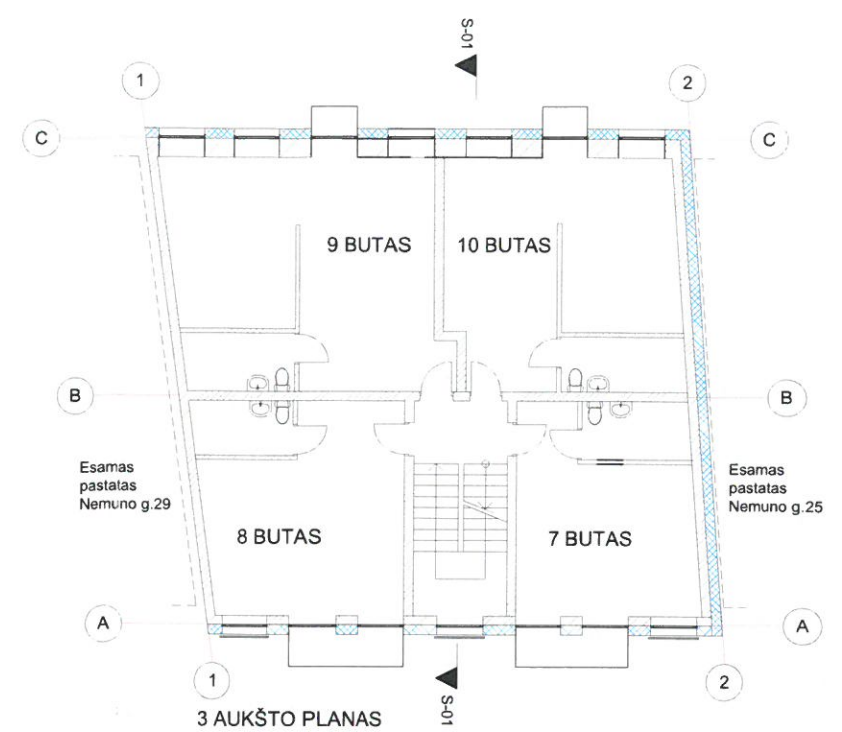 S-01
1
2
C
C
9 BUTAS
10 BUTAS
B
B
Esamas
pastatas
Nemuno g.29
Esamas
pastatas
Nemuno g.25
8 BUTAS
7 BUTAS
A
A
1
2
S-01
3 AUKŠTO PLANAS